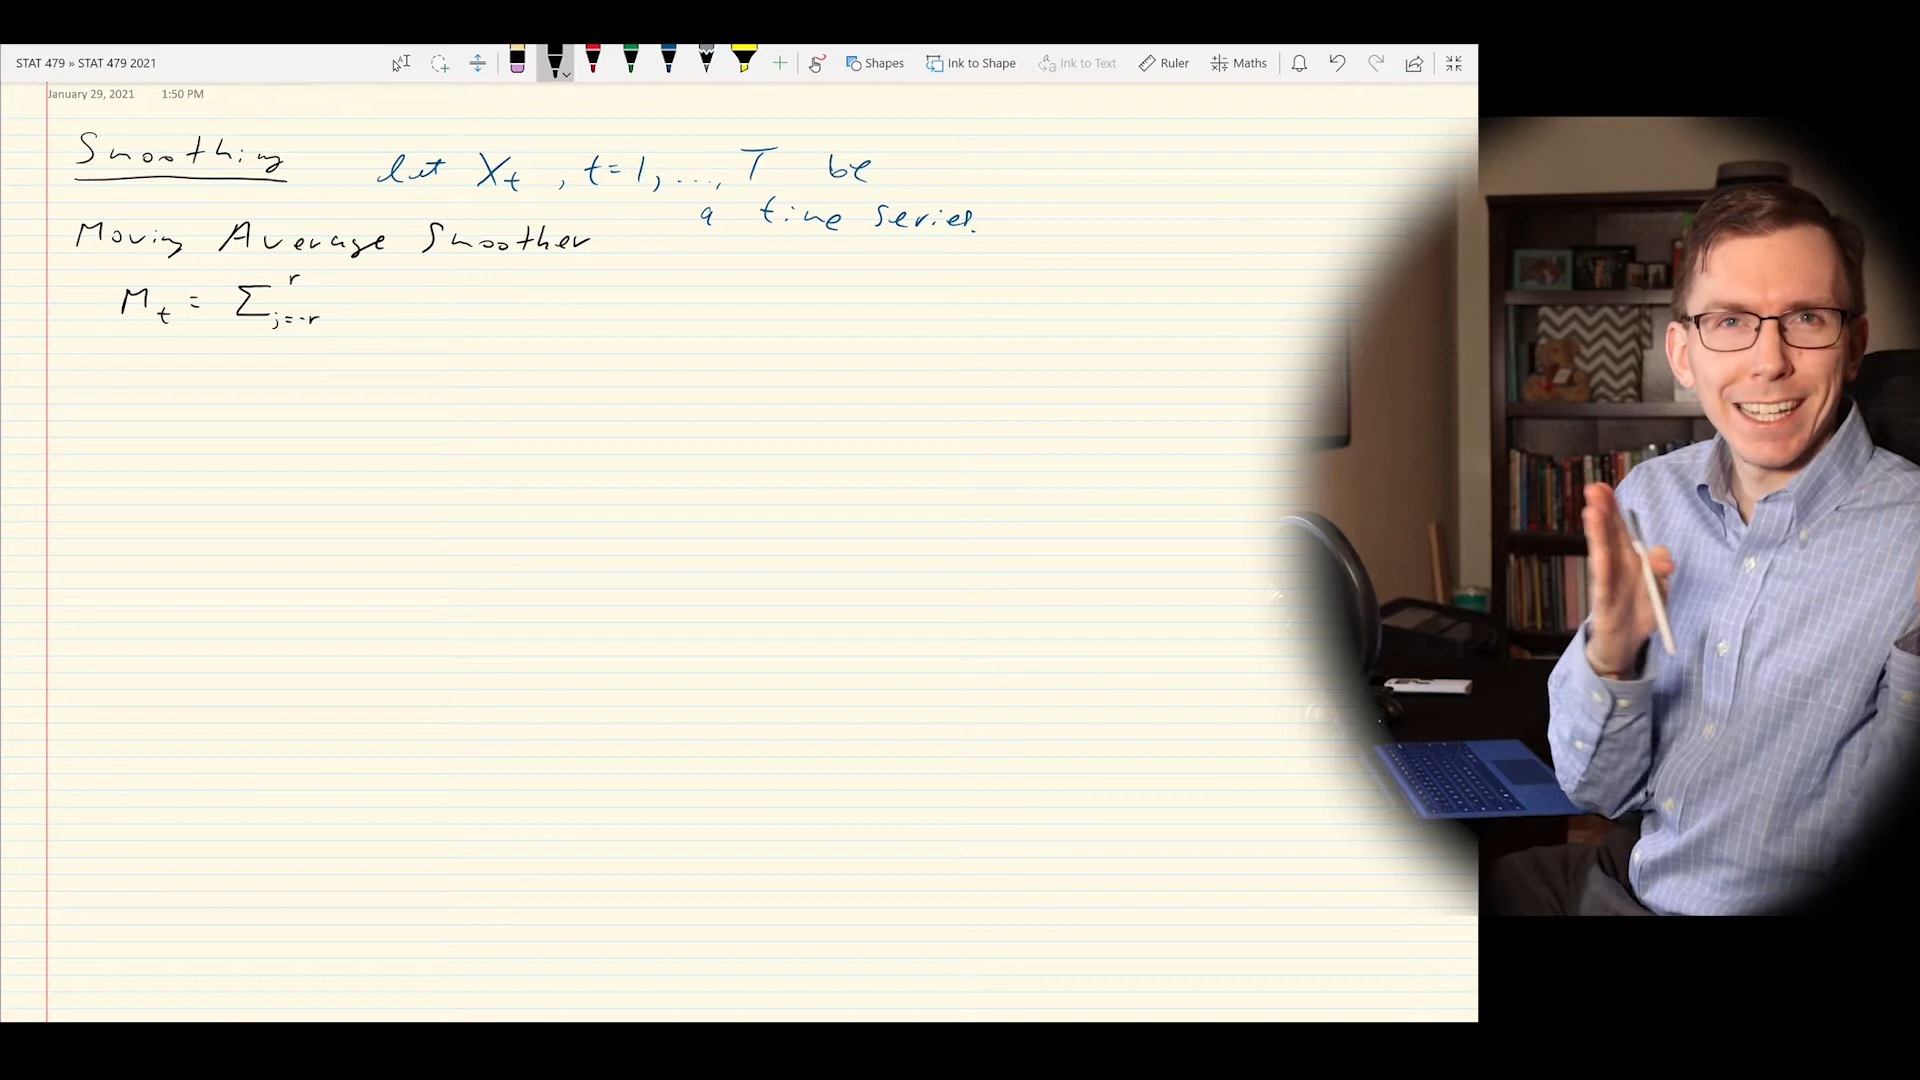 STAT 479 » STAT 479 2021
Shapes Ink to Shape Ink to Text Ruler Maths
January 29, 2021 1:50 PM
Smoothing
let Xt, t=1, ..., T be
a time series.
Moving Average Smoother
Mt = Σ j=-r r